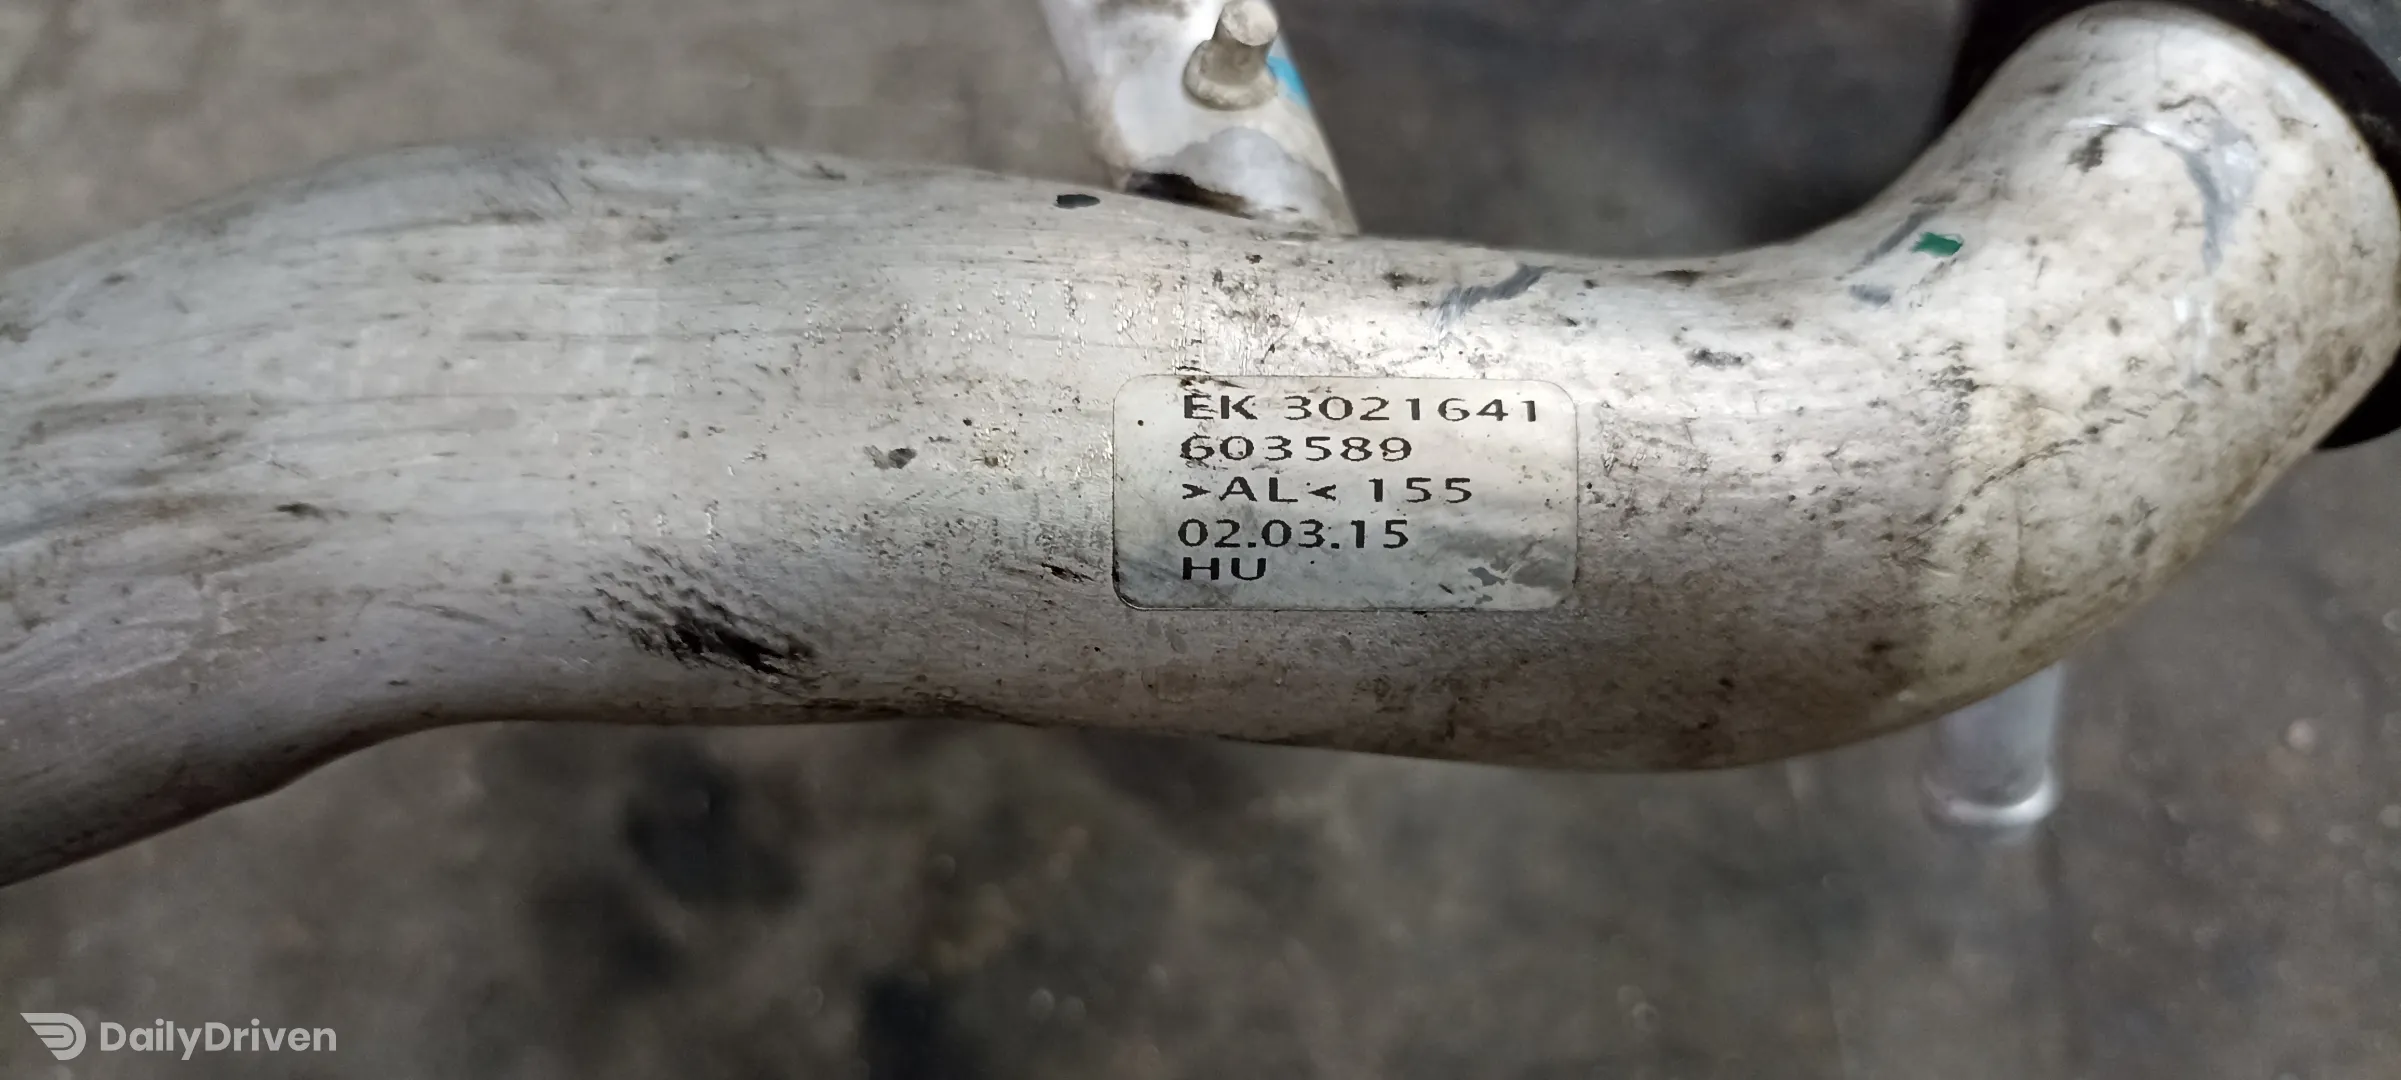 EK 3021641
603589
>AL< 155
02.03.15
HU
DailyDriven